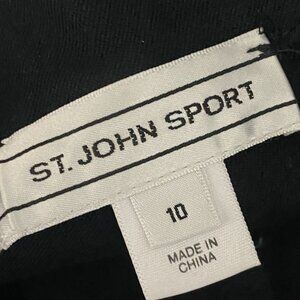 ST. JOHN SPORT
10
MADE IN
CHINA